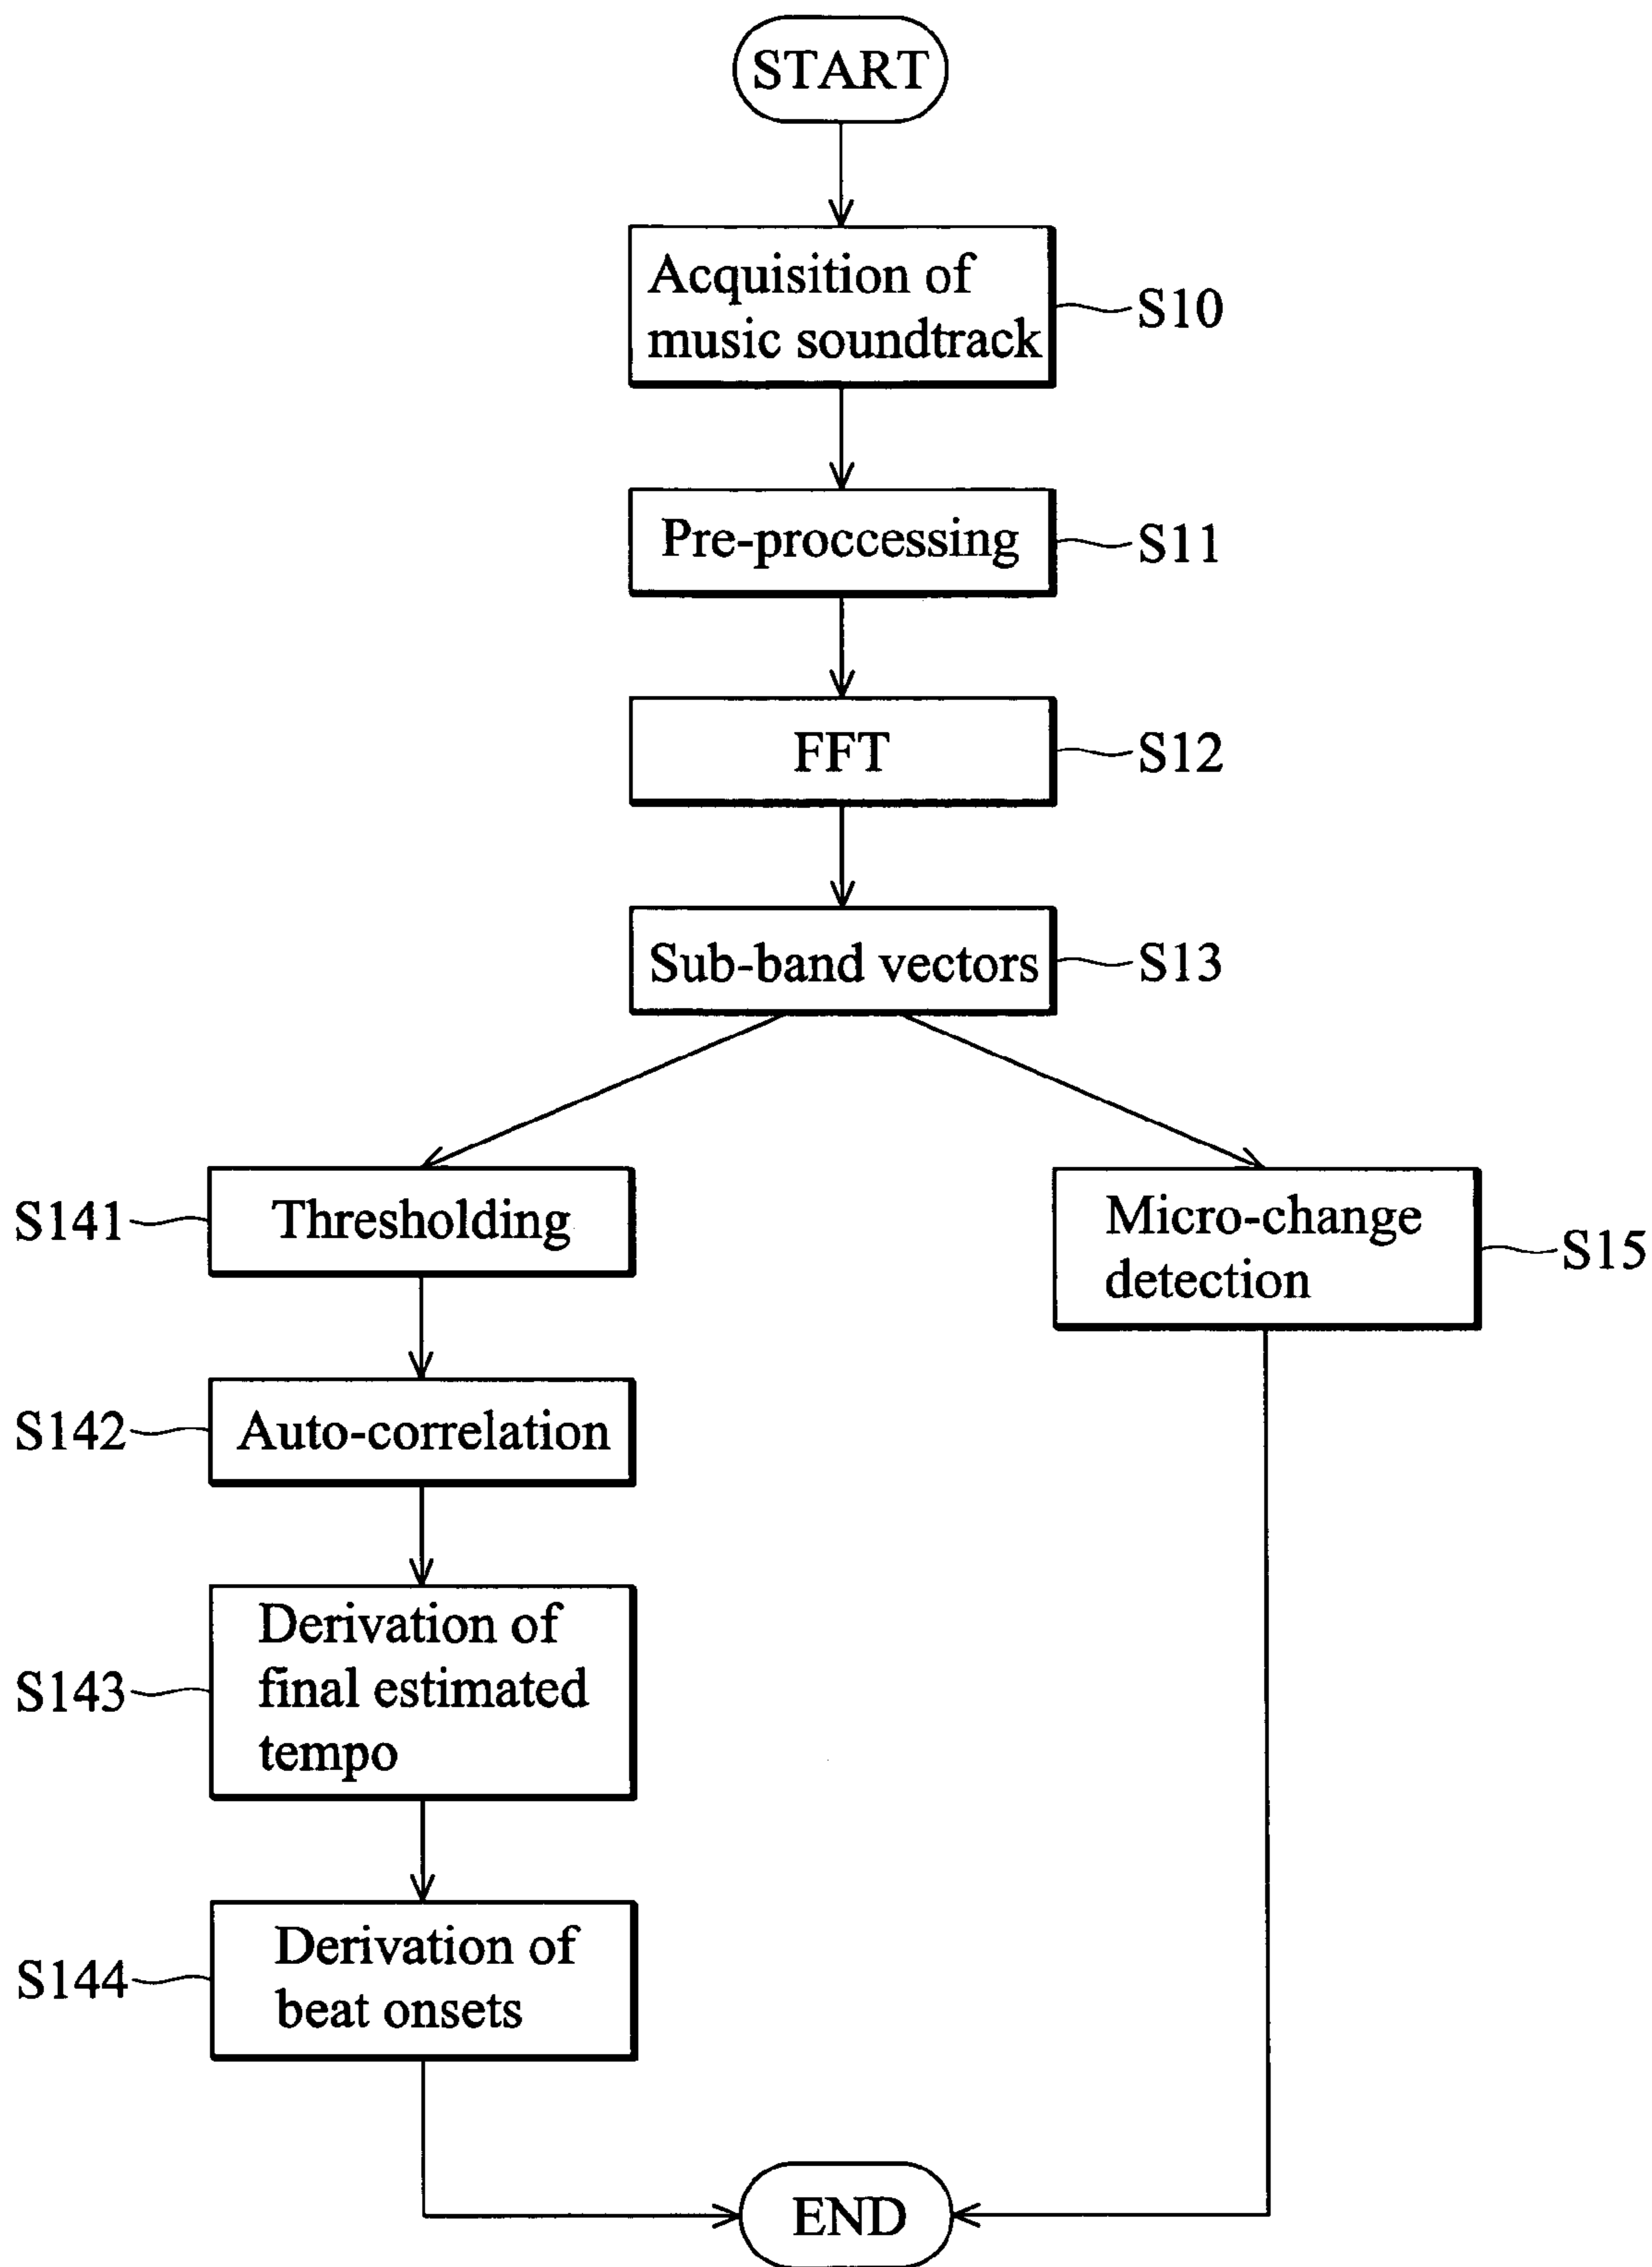 START
Acquisition of
music soundtrack
S10
Pre-proccessing
S11
FFT
S12
Sub-band vectors
S13
S141
Thresholding
Micro-change
detection
S15
S142
Auto-correlation
S143
Derivation of
final estimated
tempo
S144
Derivation of
beat onsets
END